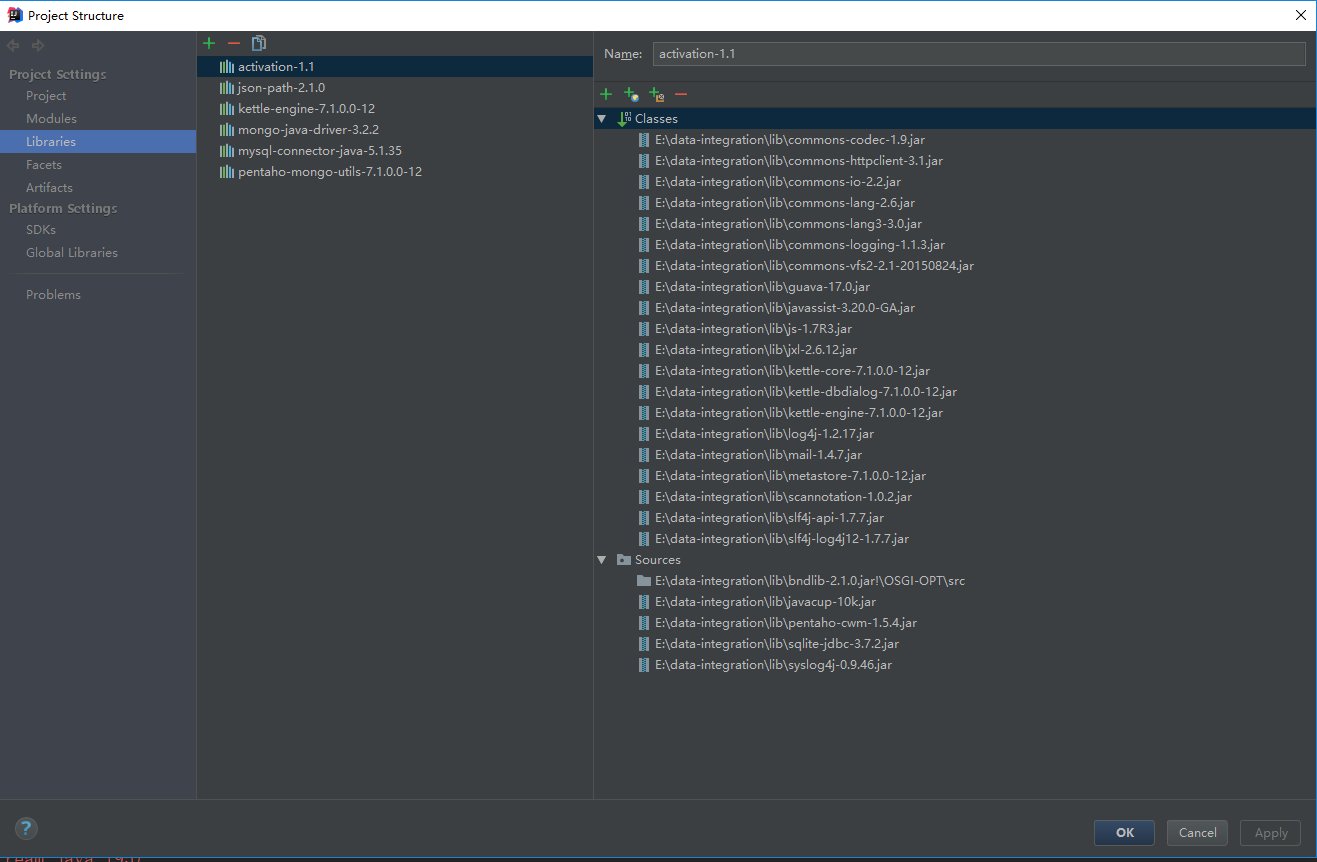 Project Structure
Project Settings
Project
Modules
Libraries
Facets
Artifacts
Platform Settings
SDKs
Global Libraries
Problems
activation-1.1
json-path-2.1.0
kettle-engine-7.1.0.0-12
mongo-java-driver-3.2.2
mysql-connector-java-5.1.35
pentaho-mongo-utils-7.1.0.0-12
Name: activation-1.1
Classes
E:\data-integration\lib\commons-codec-1.9.jar
E:\data-integration\lib\commons-httpclient-3.1.jar
E:\data-integration\lib\commons-io-2.2.jar
E:\data-integration\lib\commons-lang-2.6.jar
E:\data-integration\lib\commons-lang3-3.0.jar
E:\data-integration\lib\commons-logging-1.1.3.jar
E:\data-integration\lib\commons-vfs2-2.1-20150824.jar
E:\data-integration\lib\guava-17.0.jar
E:\data-integration\lib\javassist-3.20.0-GA.jar
E:\data-integration\lib\js-1.7R3.jar
E:\data-integration\lib\jxl-2.6.12.jar
E:\data-integration\lib\kettle-core-7.1.0.0-12.jar
E:\data-integration\lib\kettle-dbdialog-7.1.0.0-12.jar
E:\data-integration\lib\kettle-engine-7.1.0.0-12.jar
E:\data-integration\lib\log4j-1.2.17.jar
E:\data-integration\lib\mail-1.4.7.jar
E:\data-integration\lib\metastore-7.1.0.0-12.jar
E:\data-integration\lib\scannotation-1.0.2.jar
E:\data-integration\lib\slf4j-api-1.7.7.jar
E:\data-integration\lib\slf4j-log4j12-1.7.7.jar
Sources
E:\data-integration\lib\bndlib-2.1.0.jar!\OSGI-OPT\src
E:\data-integration\lib\javacup-10k.jar
E:\data-integration\lib\pentaho-cwm-1.5.4.jar
E:\data-integration\lib\sqlite-jdbc-3.7.2.jar
E:\data-integration\lib\syslog4j-0.9.46.jar
?
OK
Cancel
Apply